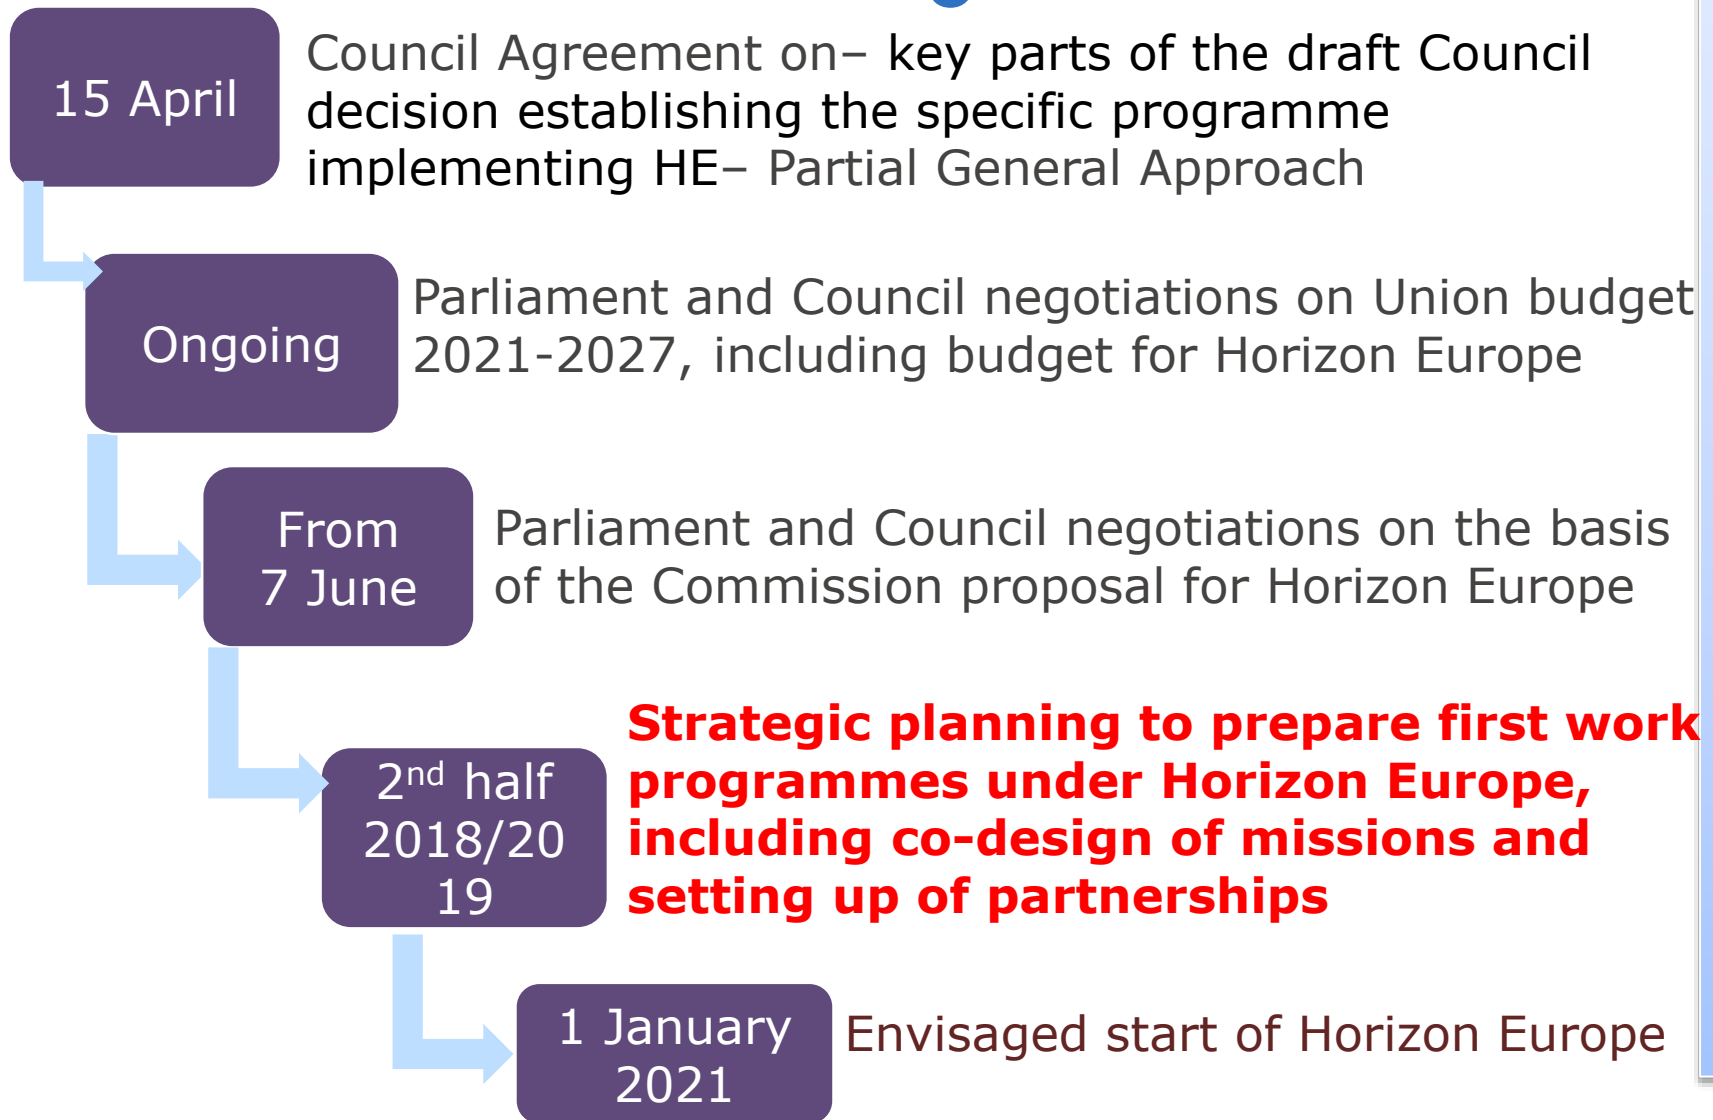 15 April
Council Agreement on– key parts of the draft Council
decision establishing the specific programme
implementing HE– Partial General Approach
Ongoing
Parliament and Council negotiations on Union budget
2021-2027, including budget for Horizon Europe
From
7 June
Parliament and Council negotiations on the basis
of the Commission proposal for Horizon Europe
2nd half
2018/20
19
Strategic planning to prepare first work
programmes under Horizon Europe,
including co-design of missions and
setting up of partnerships
1 January
2021
Envisaged start of Horizon Europe